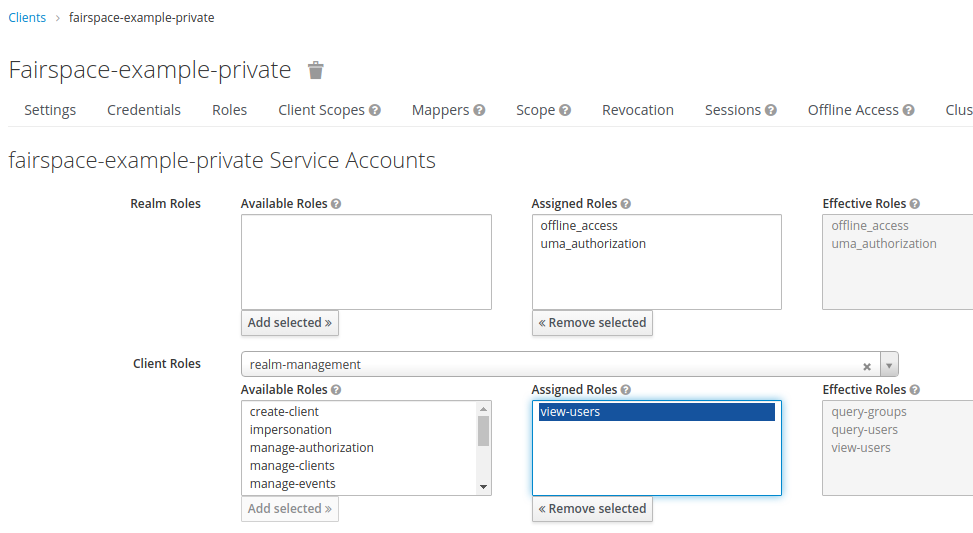 Clients › fairspace-example-private
Fairspace-example-private
Settings Credentials Roles Client Scopes ? Mappers ? Scope ? Revocation Sessions ? Offline Access ? Clus
fairspace-example-private Service Accounts
Realm Roles Available Roles ? Assigned Roles ? Effective Roles ?
offline_access offline_access
uma_authorization uma_authorization
Add selected » « Remove selected
Client Roles realm-management
Available Roles ? Assigned Roles ? Effective Roles ?
create-client view-users query-groups
impersonation query-users
manage-authorization view-users
manage-clients
manage-events
Add selected » « Remove selected